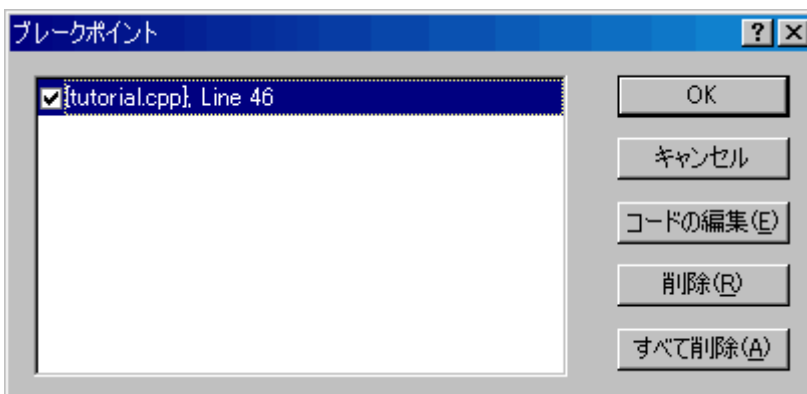 ブレークポイント
{tutorial.cpp}, Line 46
OK
キャンセル
コードの編集(E)
削除(R)
すべて削除(A)